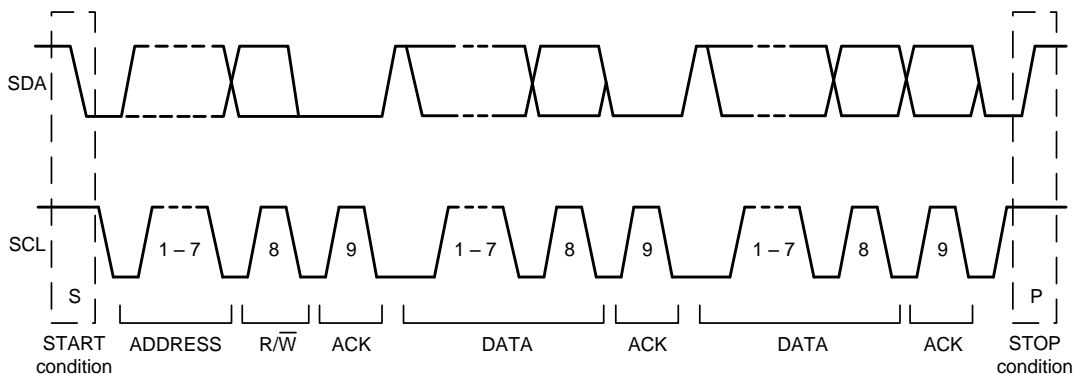 SDA
SCL
1 – 7
8
9
1 – 7
8
9
1 – 7
8
9
S
P
START
condition
ADDRESS
R/W̅
ACK
DATA
ACK
DATA
ACK
STOP
condition